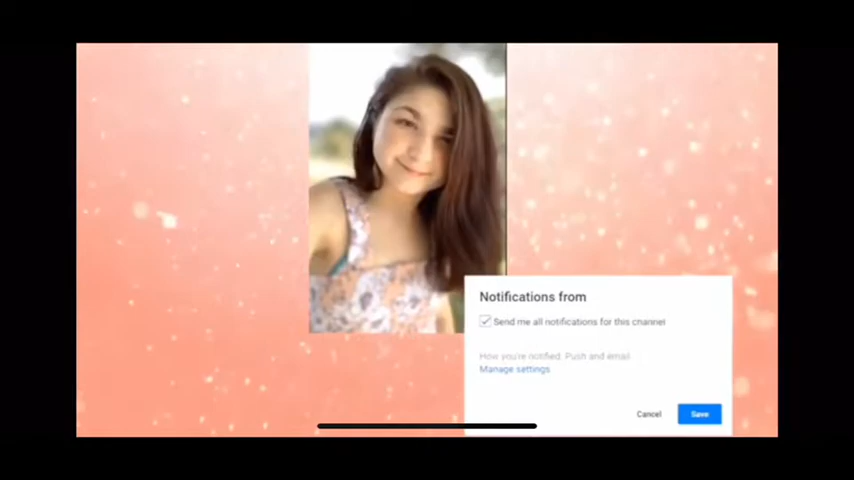 Notifications from
Send me all notifications for this channel
How you're notified: Push and email
Manage settings
Cancel
Save